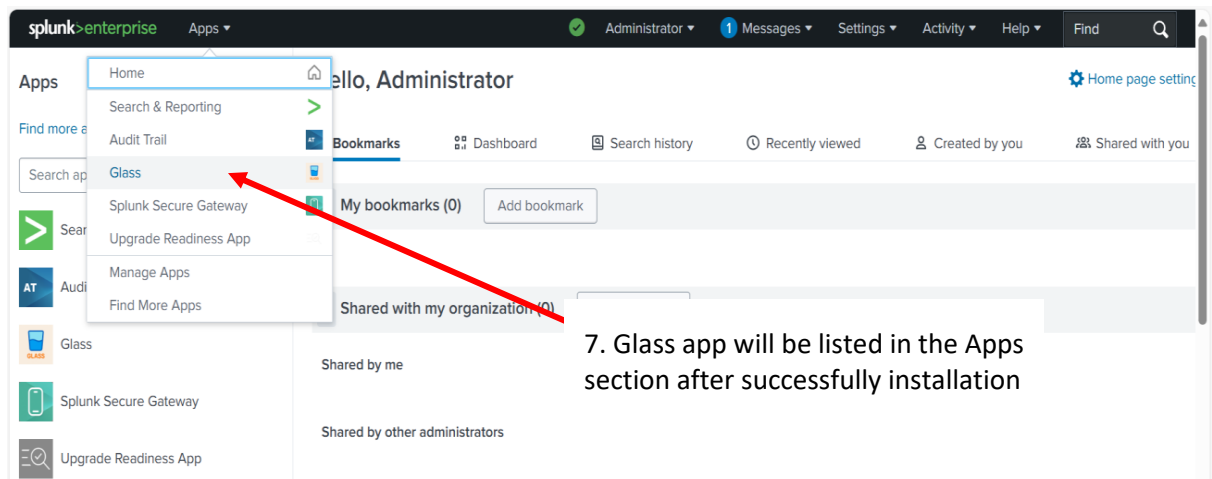 splunk>enterprise Apps ▾ Administrator ▾ 1 Messages ▾ Settings ▾ Activity ▾ Help ▾ Find
Apps
Find more a
Search ap
Sear
AT Audi
GLASS Glass
Splunk Secure Gateway
Upgrade Readiness App
Home
Search & Reporting
Audit Trail AT
Glass
Splunk Secure Gateway
Upgrade Readiness App
Manage Apps
Find More Apps
ello, Administrator
Home page setting
Bookmarks Dashboard Search history Recently viewed Created by you Shared with you
My bookmarks (0) Add bookmark
Shared with my organization (0)
Shared by me
Shared by other administrators
7. Glass app will be listed in the Apps
section after successfully installation